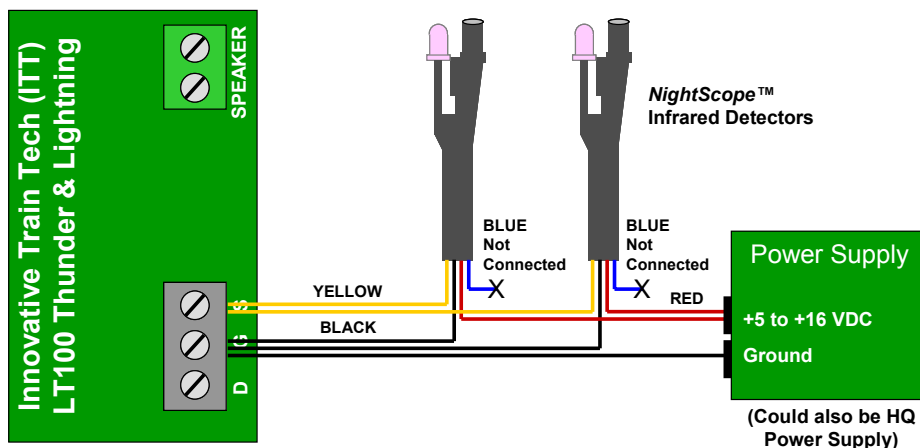 Innovative Train Tech (ITT)
LT100 Thunder & Lightning
SPEAKER
S
G
D
YELLOW
BLACK
BLUE
Not
Connected
X
BLUE
Not
Connected
X
RED
NightScope™
Infrared Detectors
Power Supply
+5 to +16 VDC
Ground
(Could also be HQ
Power Supply)